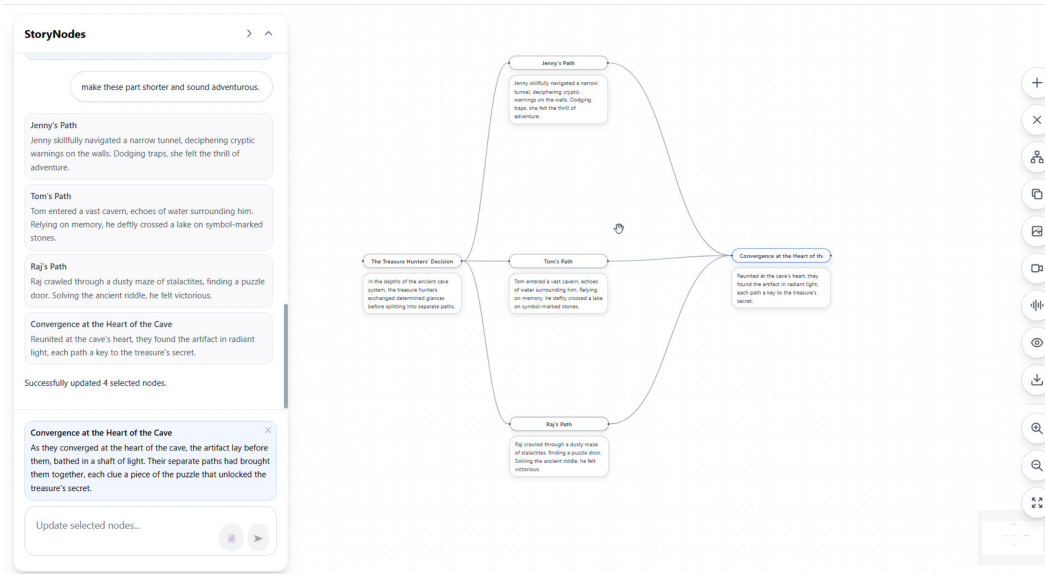 StoryNodes
make these part shorter and sound adventurous.
Jenny's Path
Jenny skillfully navigated a narrow tunnel, deciphering cryptic
warnings on the walls. Dodging traps, she felt the thrill of
adventure.
Tom's Path
Tom entered a vast cavern, echoes of water surrounding him.
Relying on memory, he deftly crossed a lake on symbol-marked
stones.
Raj's Path
Raj crawled through a dusty maze of stalactites, finding a puzzle
door. Solving the ancient riddle, he felt victorious.
Convergence at the Heart of the Cave
Reunited at the cave's heart, they found the artifact in radiant
light, each path a key to the treasure's secret.
Successfully updated 4 selected nodes.
Convergence at the Heart of the Cave
As they converged at the heart of the cave, the artifact lay before
them, bathed in a shaft of light. Their separate paths had brought
them together, each clue a piece of the puzzle that unlocked the
treasure's secret.
Update selected nodes...
The Treasure Hunters' Decision
In the depths of the ancient cave
system, the treasure hunters
exchanged determined glances
before splitting into separate paths.
Jenny's Path
Jenny skillfully navigated a narrow
tunnel, deciphering cryptic
warnings on the walls. Dodging
traps, she felt the thrill of
adventure.
Tom's Path
Tom entered a vast cavern, echoes
of water surrounding him. Relying
on memory, he deftly crossed a lake
on symbol-marked stones.
Raj's Path
Raj crawled through a dusty maze
of stalactites, finding a puzzle door.
Solving the ancient riddle, he felt
victorious.
Convergence at the Heart of th
Reunited at the cave's heart, they
found the artifact in radiant light,
each path a key to the treasure's
secret.